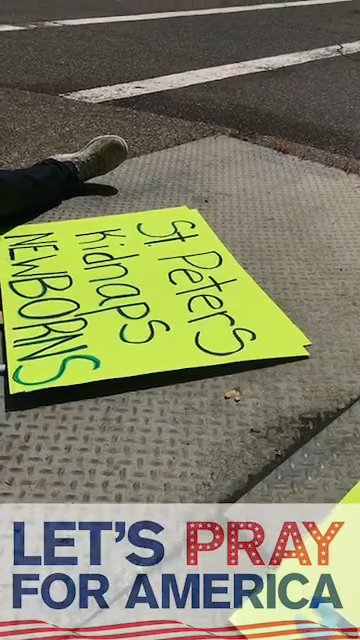 St. Peters
Kidnaps
NEWBORNS
LET'S PRAY
FOR AMERICA